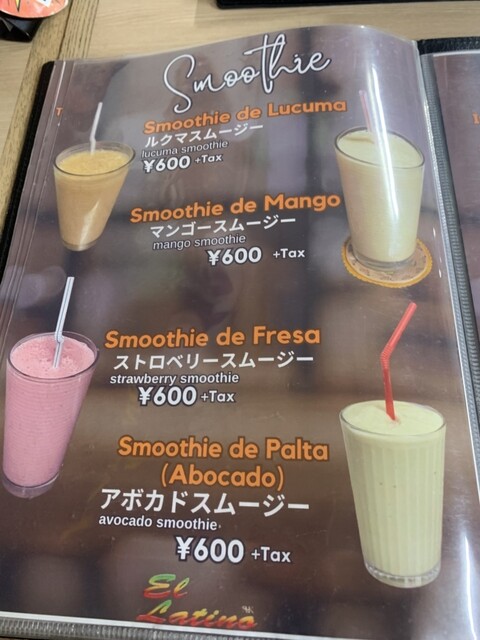 Smoothie
Smoothie de Lucuma
ルクマスムージー
lucuma smoothie
¥600 +Tax
Smoothie de Mango
マンゴースムージー
mango smoothie
¥600 +Tax
Smoothie de Fresa
ストロベリースムージー
strawberry smoothie
¥600 +Tax
Smoothie de Palta
(Abocado)
アボカドスムージー
avocado smoothie
¥600 +Tax
El
Latino